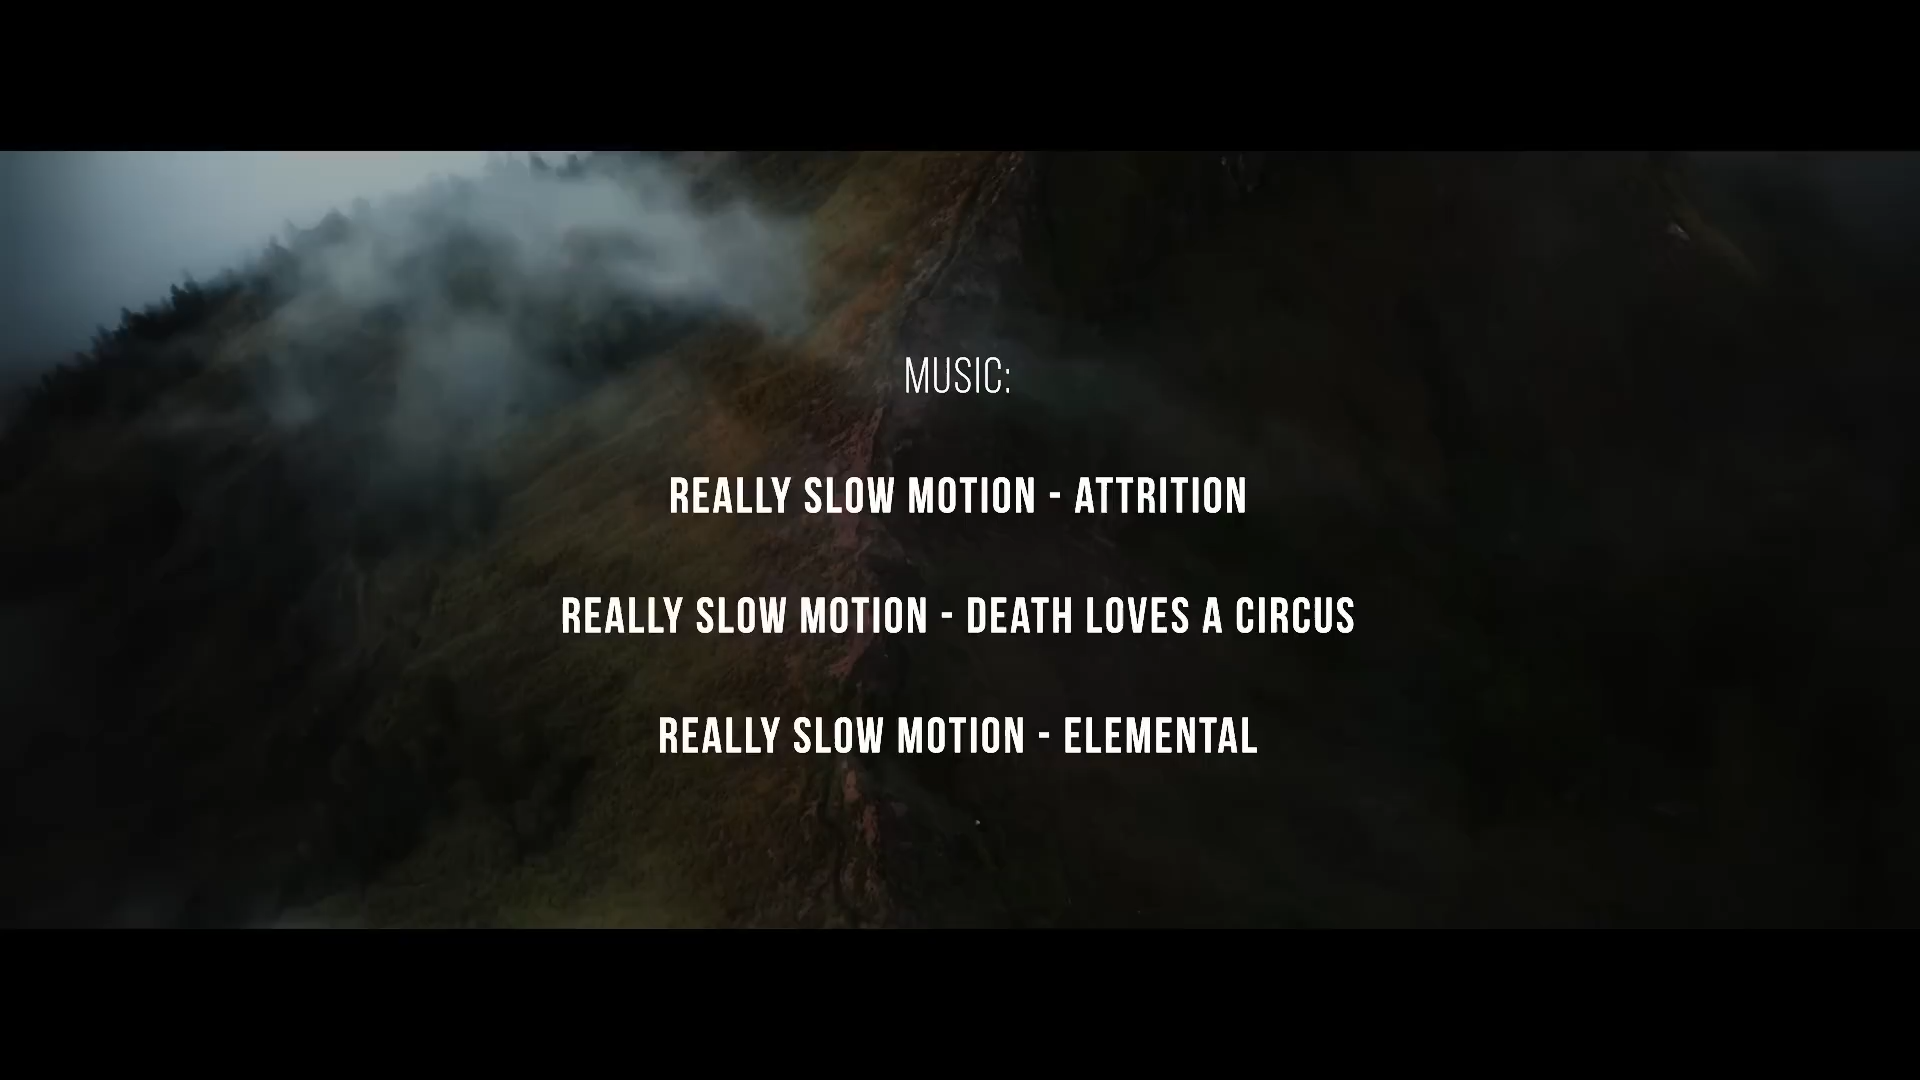 MUSIC:
REALLY SLOW MOTION - ATTRITION
REALLY SLOW MOTION - DEATH LOVES A CIRCUS
REALLY SLOW MOTION - ELEMENTAL